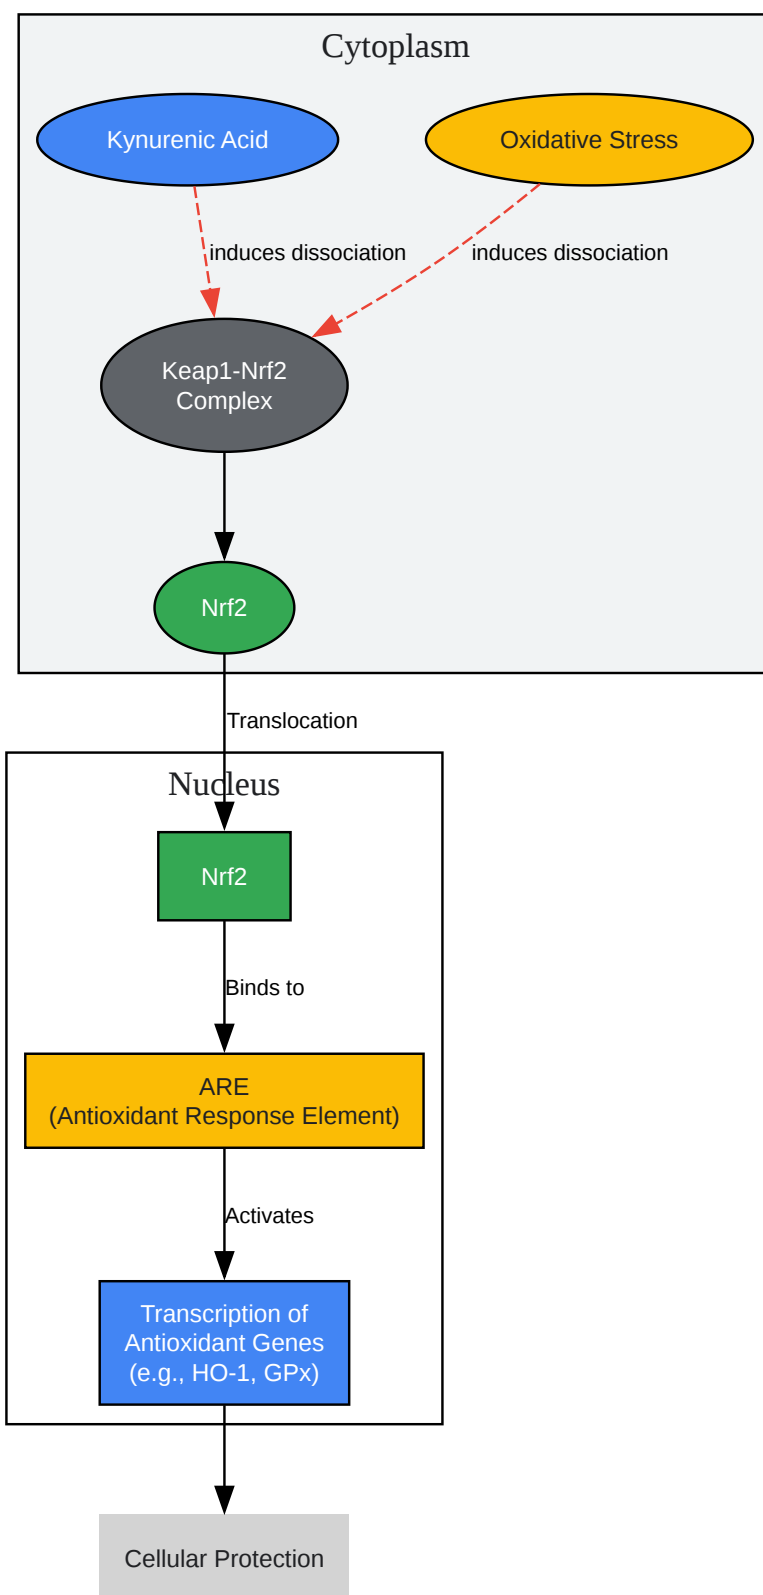 Cytoplasm
Kynurenic Acid
Oxidative Stress
induces dissociation
induces dissociation
Keap1-Nrf2
Complex
Nrf2
Translocation
Nucleus
Nrf2
Binds to
ARE
(Antioxidant Response Element)
Activates
Transcription of
Antioxidant Genes
(e.g., HO-1, GPx)
Cellular Protection